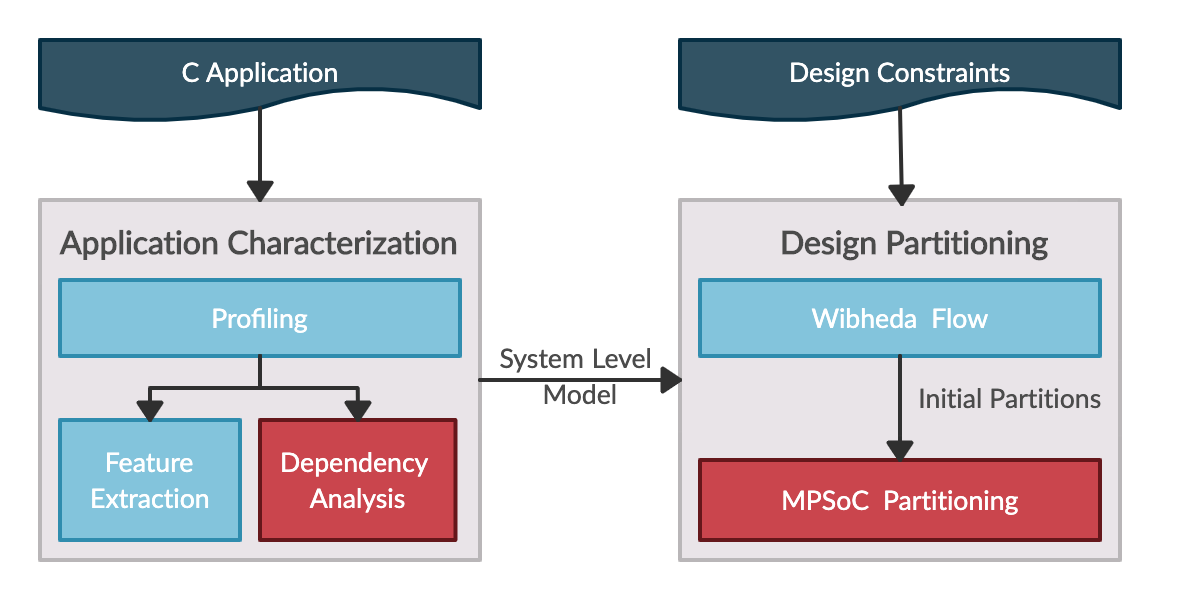 C Application
Design Constraints
Application Characterization
Profiling
Feature
Extraction
Dependency
Analysis
System Level
Model
Design Partitioning
Wibheda Flow
Initial Partitions
MPSoC Partitioning